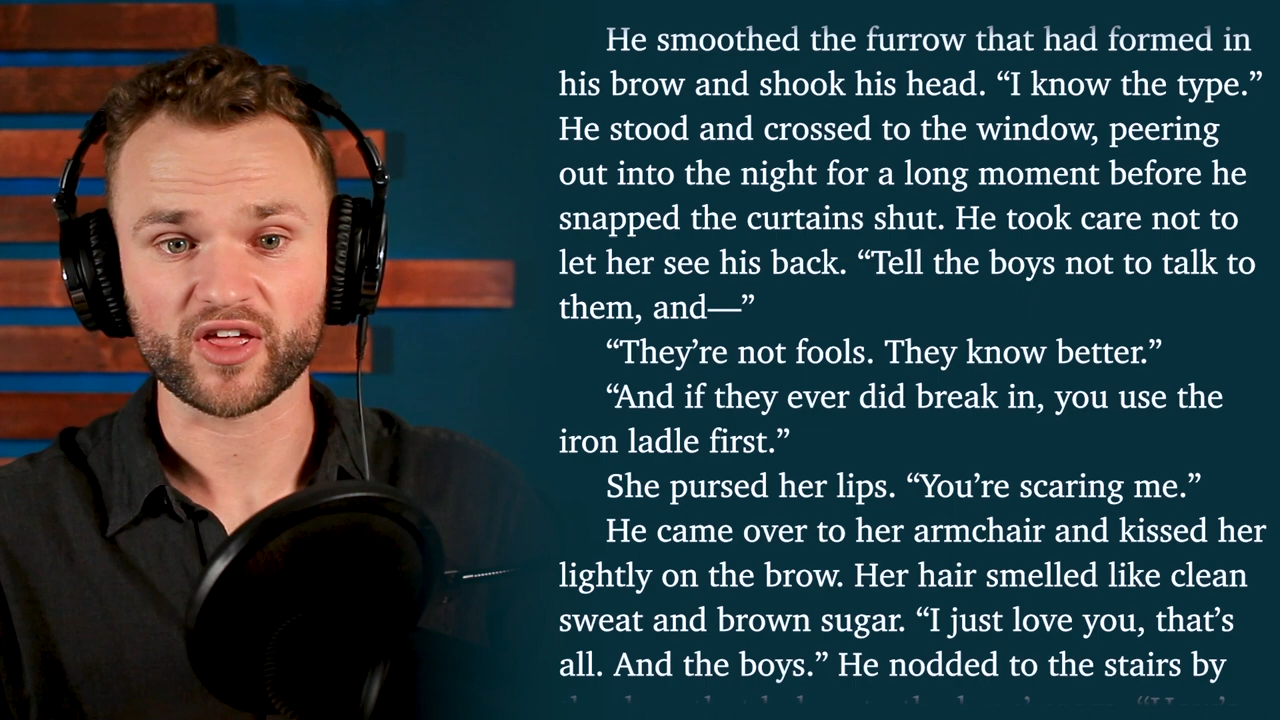 He smoothed the furrow that had formed in
his brow and shook his head. “I know the type.”
He stood and crossed to the window, peering
out into the night for a long moment before he
snapped the curtains shut. He took care not to
let her see his back. “Tell the boys not to talk to
them, and—”
“They’re not fools. They know better.”
“And if they ever did break in, you use the
iron ladle first.”
She pursed her lips. “You’re scaring me.”
He came over to her armchair and kissed her
lightly on the brow. Her hair smelled like clean
sweat and brown sugar. “I just love you, that’s
all. And the boys.” He nodded to the stairs by